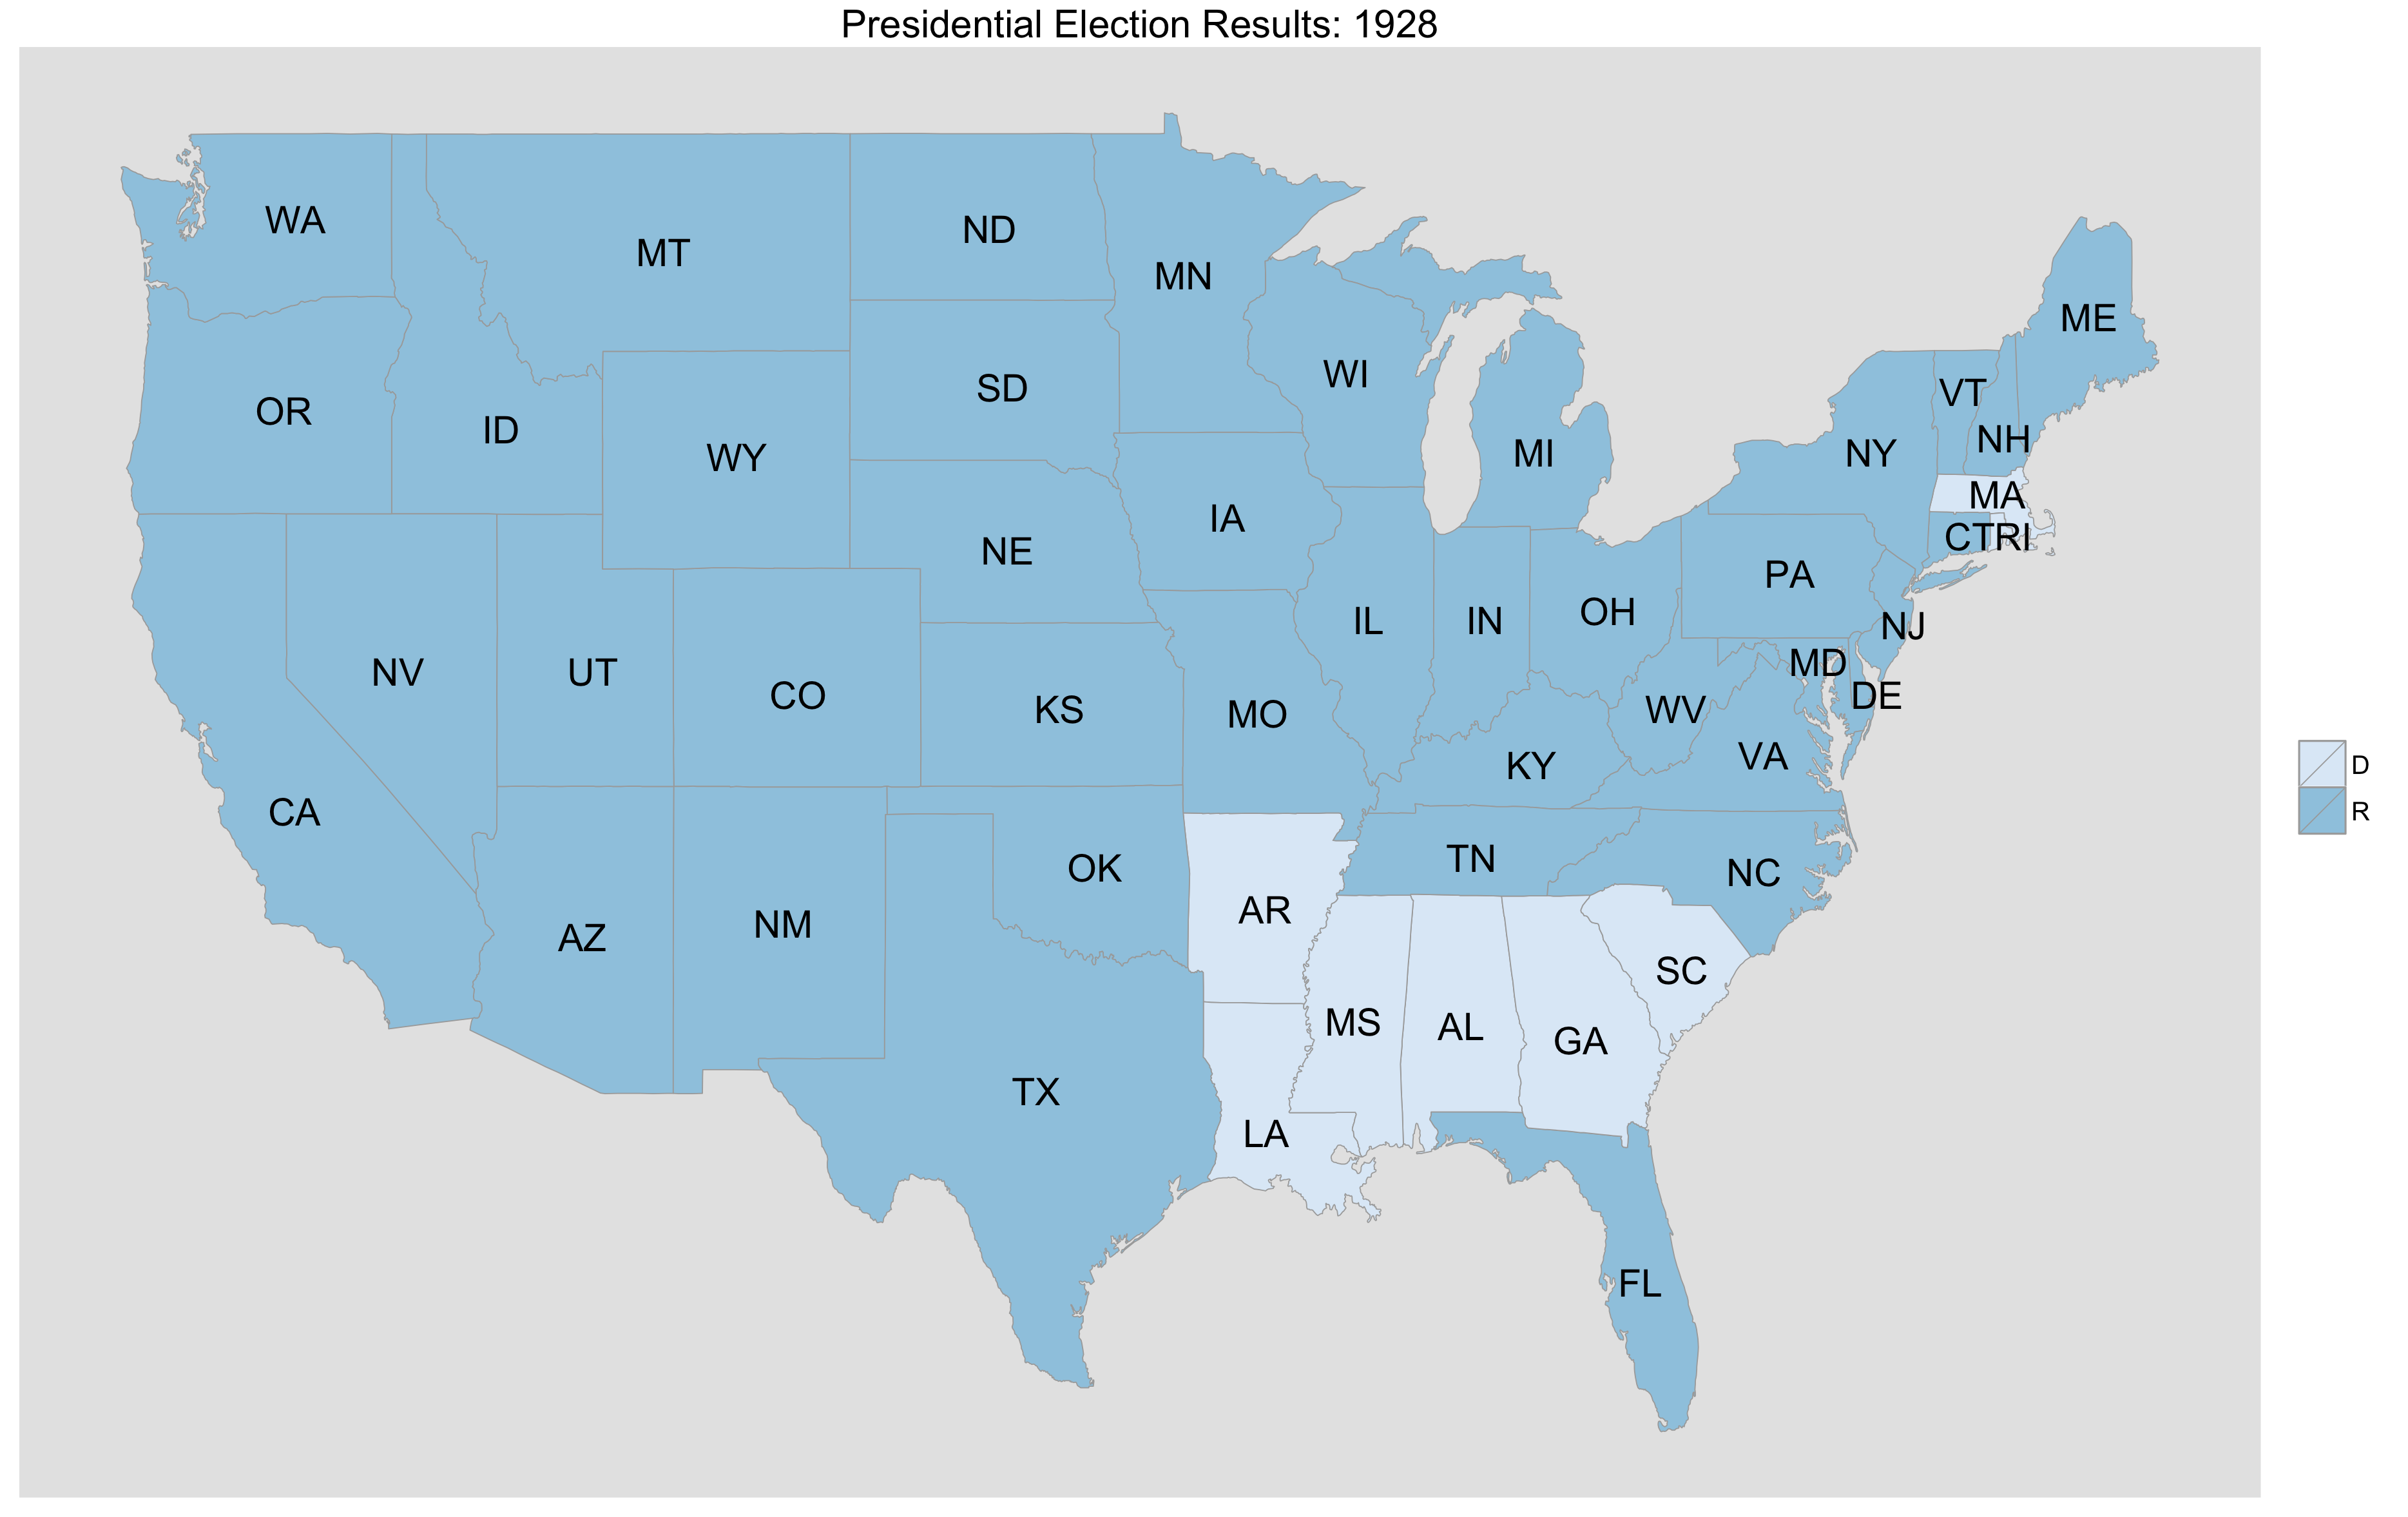 Presidential Election Results: 1928
WA
MT
ND
MN
ME
OR
ID
WY
SD
WI
MI
NY
VT
NH
MA
CTRI
NE
IA
PA
NV
UT
CO
KS
MO
IL
IN
OH
NJ
MD
DE
WV
VA
KY
CA
AZ
NM
OK
AR
TN
NC
SC
TX
LA
MS
AL
GA
FL
D
R